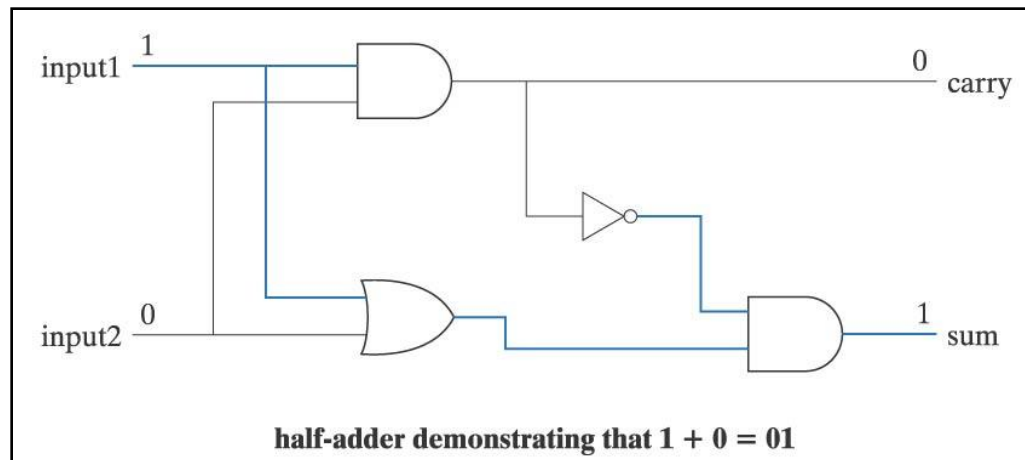 1
input1
0
carry
0
input2
1
sum
half-adder demonstrating that 1 + 0 = 01